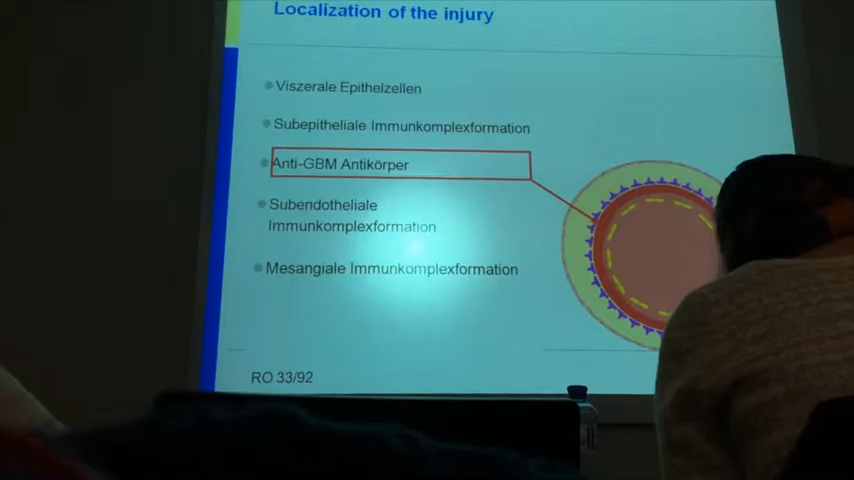 Localization of the injury
Viszerale Epithelzellen
Subepitheliale Immunkomplexformation
Anti-GBM Antikörper
Subendotheliale
Immunkomplexformation
Mesangiale Immunkomplexformation
RO 33/92